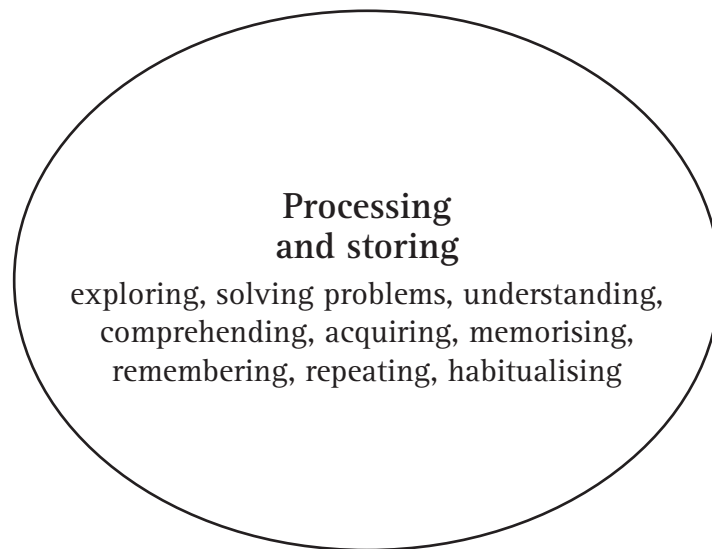 Processing
and storing
exploring, solving problems, understanding,
comprehending, acquiring, memorising,
remembering, repeating, habitualising